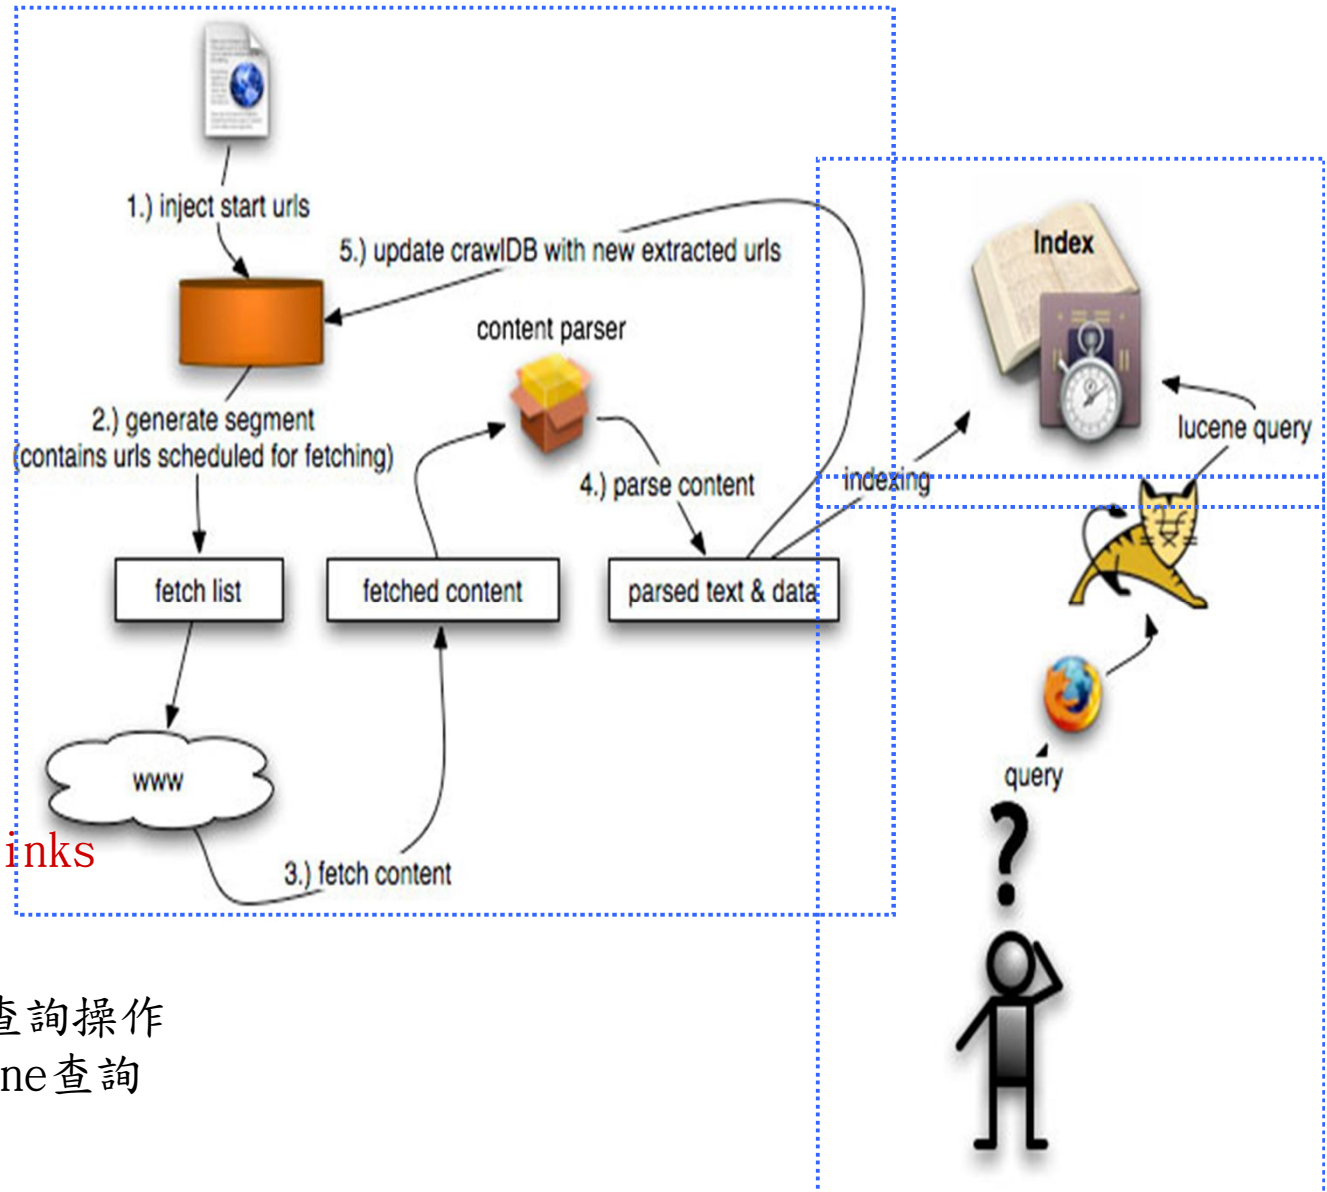 1.) inject start urls
5.) update crawlDB with new extracted urls
Index
content parser
2.) generate segment
(contains urls scheduled for fetching)
lucene query
4.) parse content
indexing
fetch list
fetched content
parsed text & data
www
query
inks
3.) fetch content
?
查詢操作
ne查詢